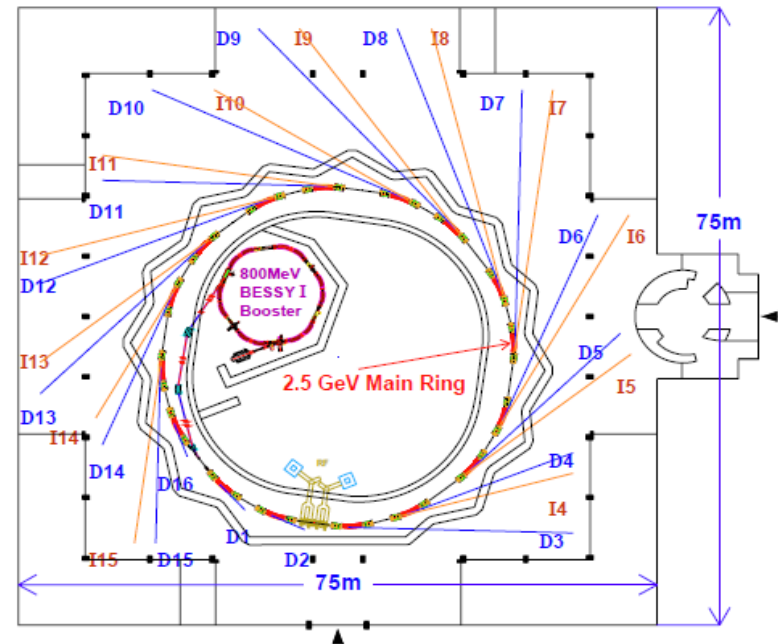 D9
I9
D8
I8
D10
I10
D7
I7
I11
D11
D6
I6
75m
I12
D12
800MeV
BESSY I
Booster
D5
I5
2.5 GeV Main Ring
I13
D13
I14
D14
D4
I4
RF
D16
D1
D3
I15
D15
D2
75m